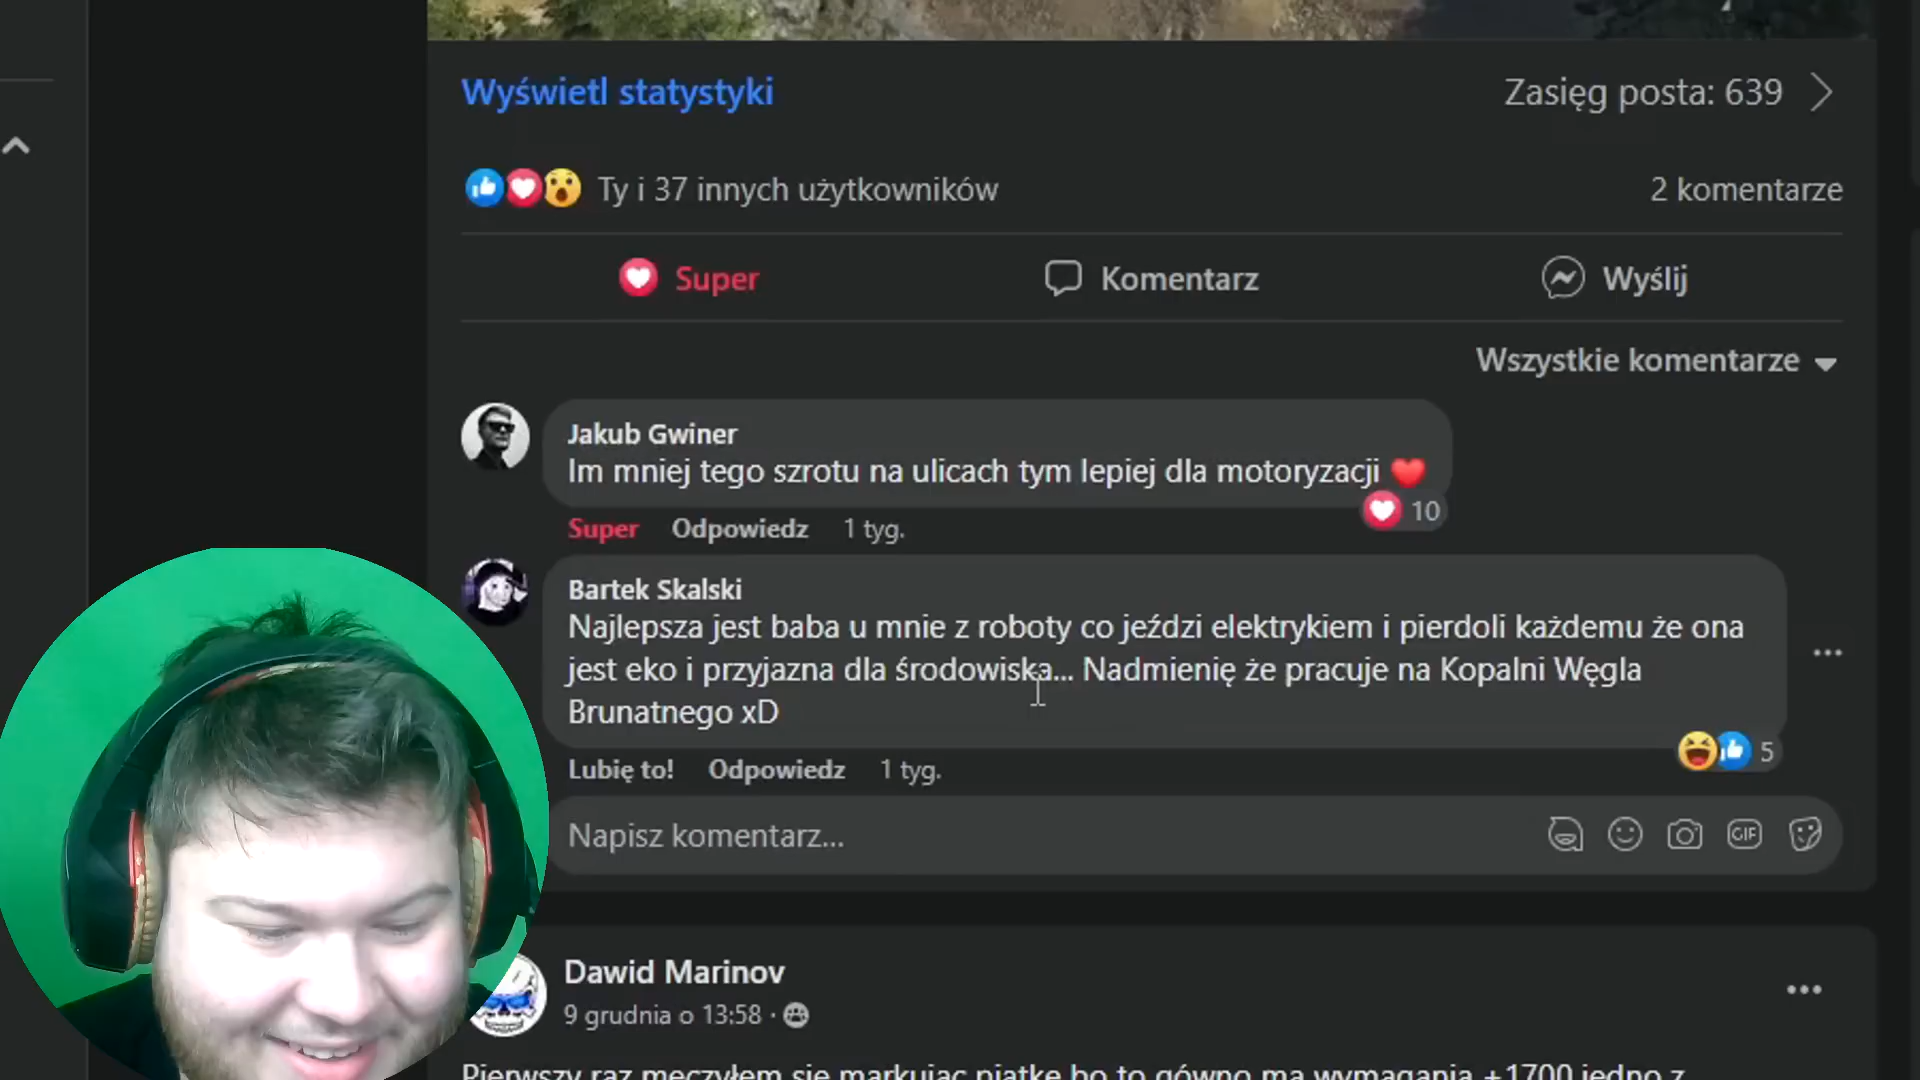 Wyświetl statystyki
Zasięg posta: 639
Ty i 37 innych użytkowników
2 komentarze
Super
Komentarz
Wyślij
Wszystkie komentarze
Jakub Gwiner
Im mniej tego szrotu na ulicach tym lepiej dla motoryzacji
10
Super Odpowiedz 1 tyg.
Bartek Skalski
Najlepsza jest baba u mnie z roboty co jeździ elektrykiem i pierdoli każdemu że ona
jest eko i przyjazna dla środowiska... Nadmienię że pracuje na Kopalni Węgla
Brunatnego xD
5
Lubię to! Odpowiedz 1 tyg.
Napisz komentarz...
GIF
Dawid Marinov
9 grudnia o 13:58 ·
Pierwszy raz męczyłem się markując piątkę bo to gówno ma wymagania +1700 jedno z